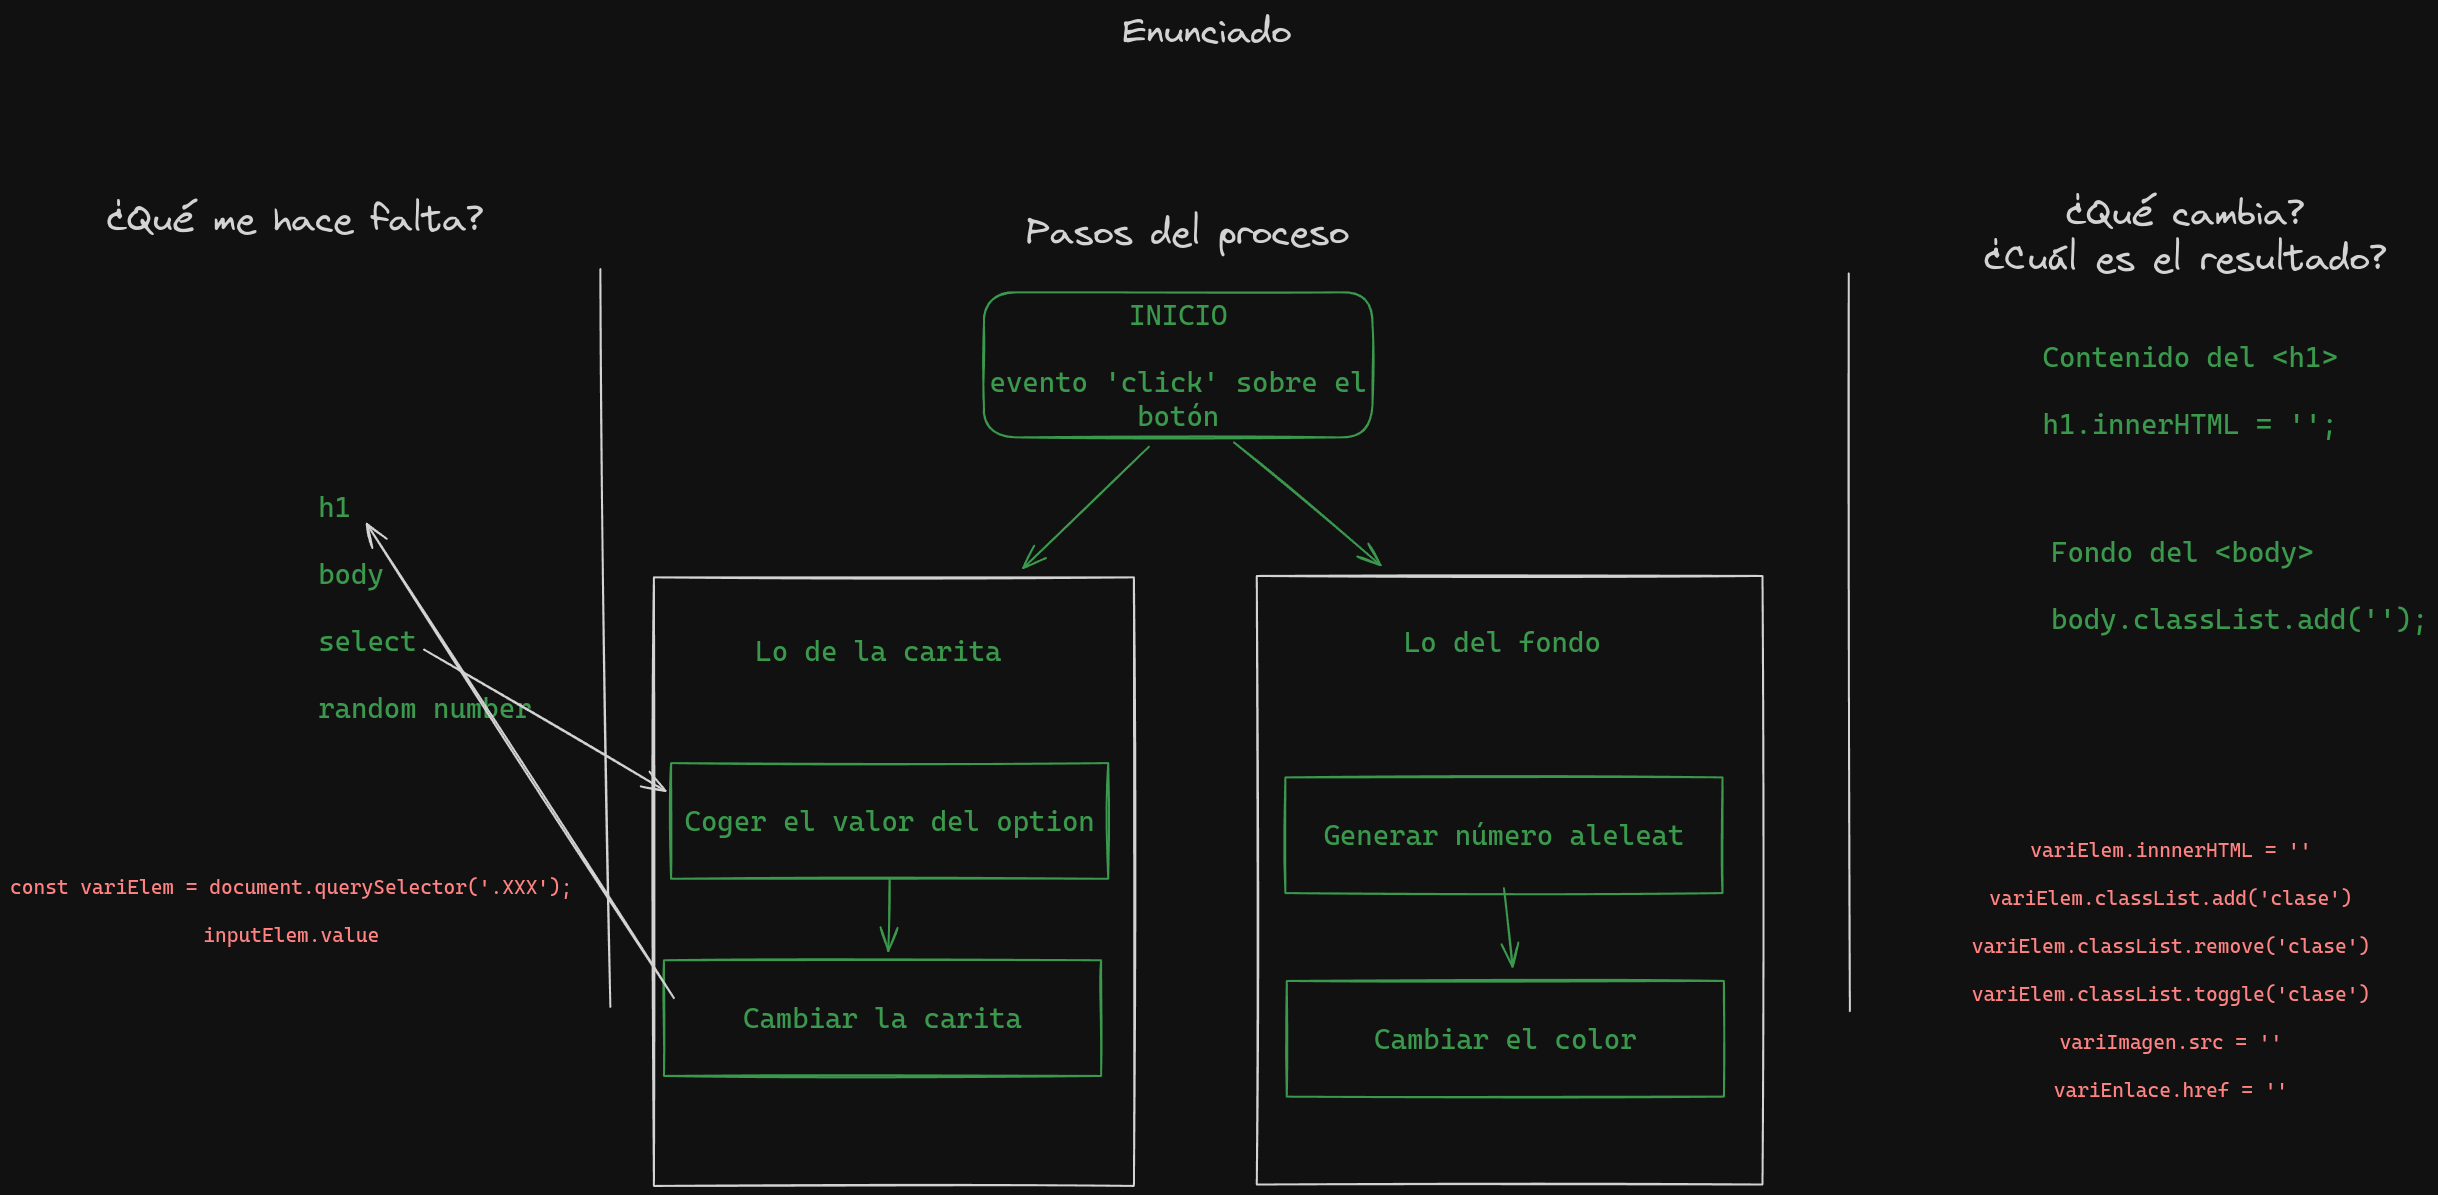 Enunciado
¿Qué me hace falta?
h1
body
select
random number
const variElem = document.querySelector('.XXX');
inputElem.value
Pasos del proceso
INICIO
evento 'click' sobre el
botón
Lo de la carita
Coger el valor del option
Cambiar la carita
Lo del fondo
Generar número aleleat
Cambiar el color
¿Qué cambia?
¿Cuál es el resultado?
Contenido del <h1>
h1.innerHTML = '';
Fondo del <body>
body.classList.add('');
variElem.innnerHTML = ''
variElem.classList.add('clase')
variElem.classList.remove('clase')
variElem.classList.toggle('clase')
variImagen.src = ''
variEnlace.href = ''